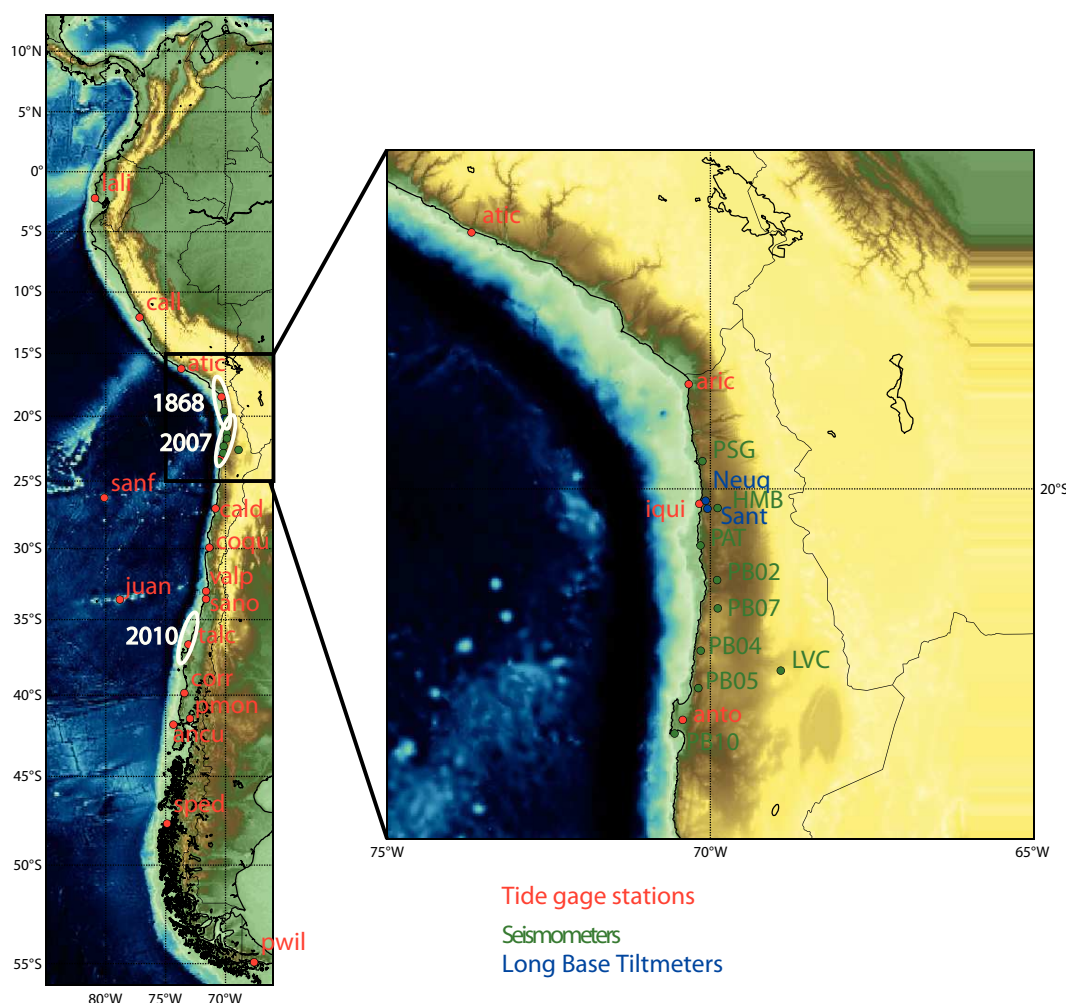 10°N
5°N
0°
lali
5°S
10°S
call
15°S
atic
1868
20°S
2007
25°S
sanf
cald
coqu
30°S
juan
valp
sano
35°S
2010
talc
corr
40°S
pmon
ancu
45°S
sped
50°S
pwil
55°S
80°W 75°W 70°W
atic
aric
PSG
Neuq
20°S
iqui
HMB
Sant
PAT
PB02
PB07
PB04
LVC
PB05
anto
PB10
75°W 70°W 65°W
Tide gage stations
Seismometers
Long Base Tiltmeters